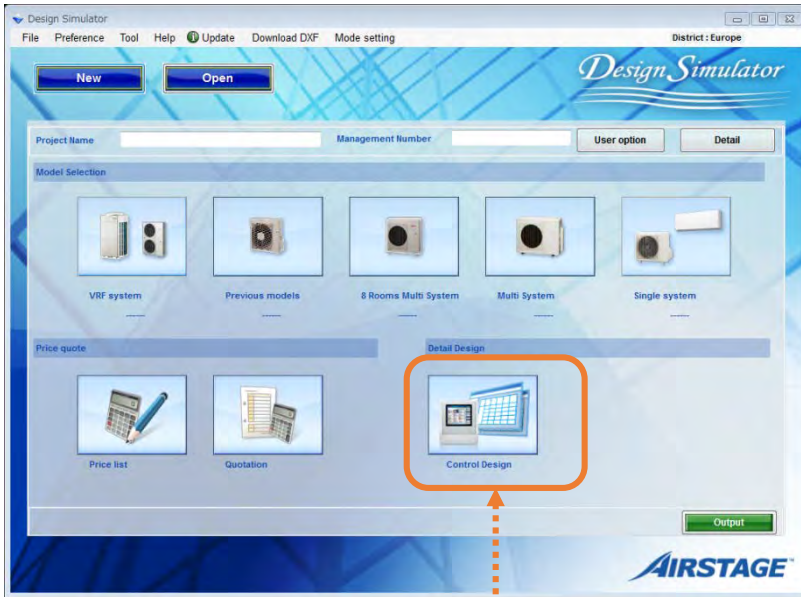 Design Simulator
File Preference Tool Help Update Download DXF Mode setting District : Europe
New Open Design Simulator
Project Name Management Number User option Detail
Model Selection
VRF system Previous models 8 Rooms Multi System Multi System Single system
------ ------ ------ ------ ------
Price quote Detail Design
Price list Quotation Control Design
Output
AIRSTAGE™